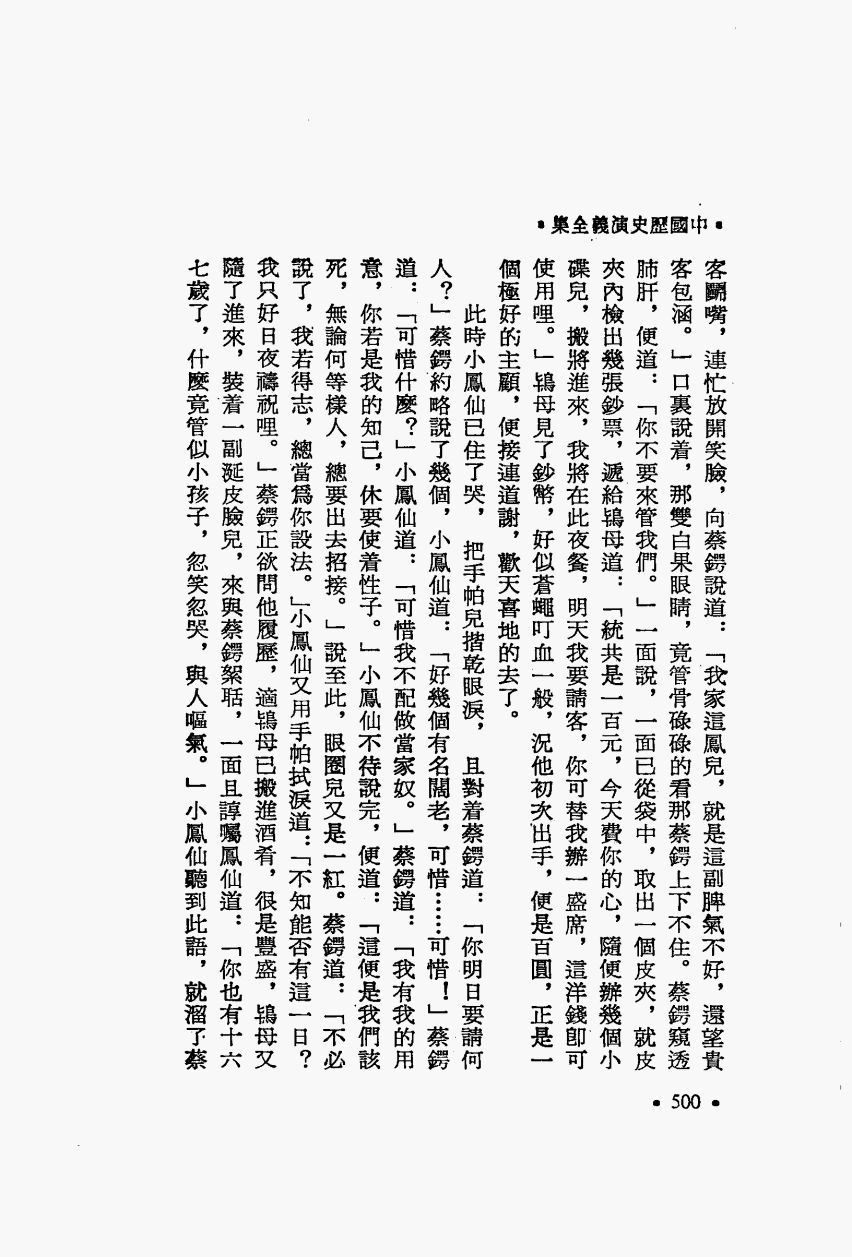 •中國歷史演義全集•
客鬭嘴，連忙放開笑臉，向蔡鍔說道：「我家這鳳兒，就是這副脾氣不好，還望貴
客包涵。」口裏說着，那雙白果眼睛，竟管骨碌碌的看那蔡鍔上下不住。蔡鍔窺透
肺肝，便道：「你不要來管我們。」一面說，一面已從袋中，取出一個皮夾，就皮
夾內檢出幾張鈔票，遞給鴇母道：「統共是一百元，今天費你的心，隨便辦幾個小
碟兒，搬將進來，我將在此夜餐，明天我要請客，你可替我辦一盛席，這洋錢卽可
使用哩。」鴇母見了鈔幣，好似蒼蠅叮血一般，況他初次出手，便是百圓，正是一
個極好的主顧，便接連道謝，歡天喜地的去了。
此時小鳳仙已住了哭，把手帕兒揩乾眼淚，且對着蔡鍔道：「你明日要請何
人？」蔡鍔約略說了幾個，小鳳仙道：「好幾個有名闊老，可惜……可惜！」蔡鍔
道：「可惜什麼？」小鳳仙道：「可惜我不配做當家奴。」蔡鍔道：「我有我的用
意，你若是我的知己，休要使着性子。」小鳳仙不待說完，便道：「這便是我們該
死，無論何等樣人，總要出去招接。」說至此，眼圈兒又是一紅。蔡鍔道：「不必
說了，我若得志，總當爲你設法。」小鳳仙又用手帕拭淚道：「不知能否有這一日？
我只好日夜禱祝哩。」蔡鍔正欲問他履歷，適鴇母已搬進酒肴，很是豐盛，鴇母又
隨了進來，裝着一副涎皮臉兒，來與蔡鍔絮聒，一面且諄囑鳳仙道：「你也有十六
七歲了，什麼竟管似小孩子，忽笑忽哭，與人嘔氣。」小鳳仙聽到此語，就溜了蔡
•500•